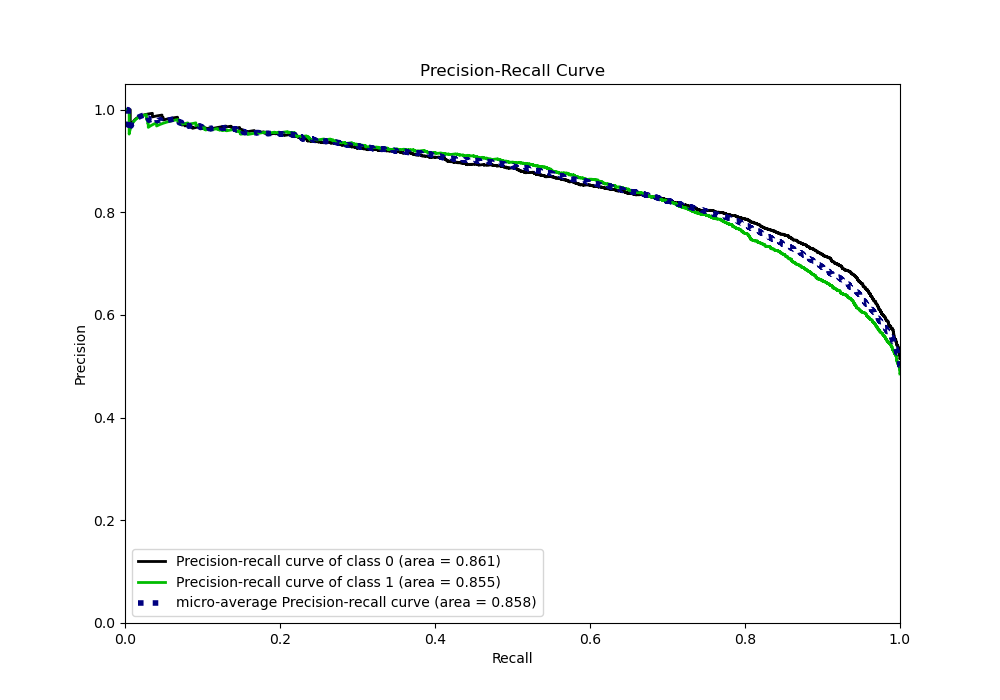 Precision-Recall Curve
1.0
0.8
0.6
0.4
0.2
0.0
Precision
Precision-recall curve of class 0 (area = 0.861)
Precision-recall curve of class 1 (area = 0.855)
micro-average Precision-recall curve (area = 0.858)
0.0 0.2 0.4 0.6 0.8 1.0
Recall